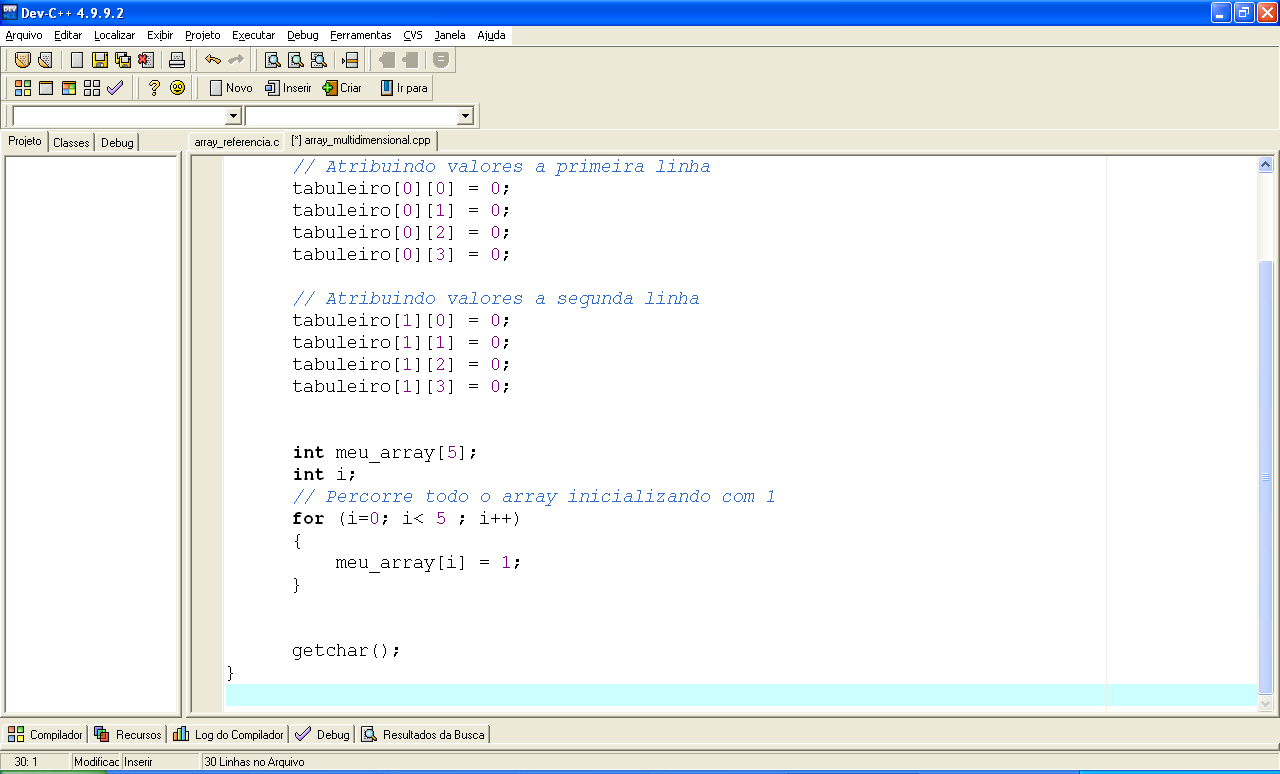 Dev-C++ 4.9.9.2
Arquivo Editar Localizar Exibir Projeto Executar Debug Ferramentas CVS Janela Ajuda
Novo Inserir Criar Ir para
Projeto Classes Debug array_referencia.c [*] array_multidimensional.cpp
// Atribuindo valores a primeira linha
tabuleiro[0][0] = 0;
tabuleiro[0][1] = 0;
tabuleiro[0][2] = 0;
tabuleiro[0][3] = 0;
// Atribuindo valores a segunda linha
tabuleiro[1][0] = 0;
tabuleiro[1][1] = 0;
tabuleiro[1][2] = 0;
tabuleiro[1][3] = 0;
int meu_array[5];
int i;
// Percorre todo o array inicializando com 1
for (i=0; i< 5 ; i++)
{
meu_array[i] = 1;
}
getchar();
}
Compilador Recursos Log do Compilador Debug Resultados da Busca
30: 1 Modificac Inserir 30 Linhas no Arquivo